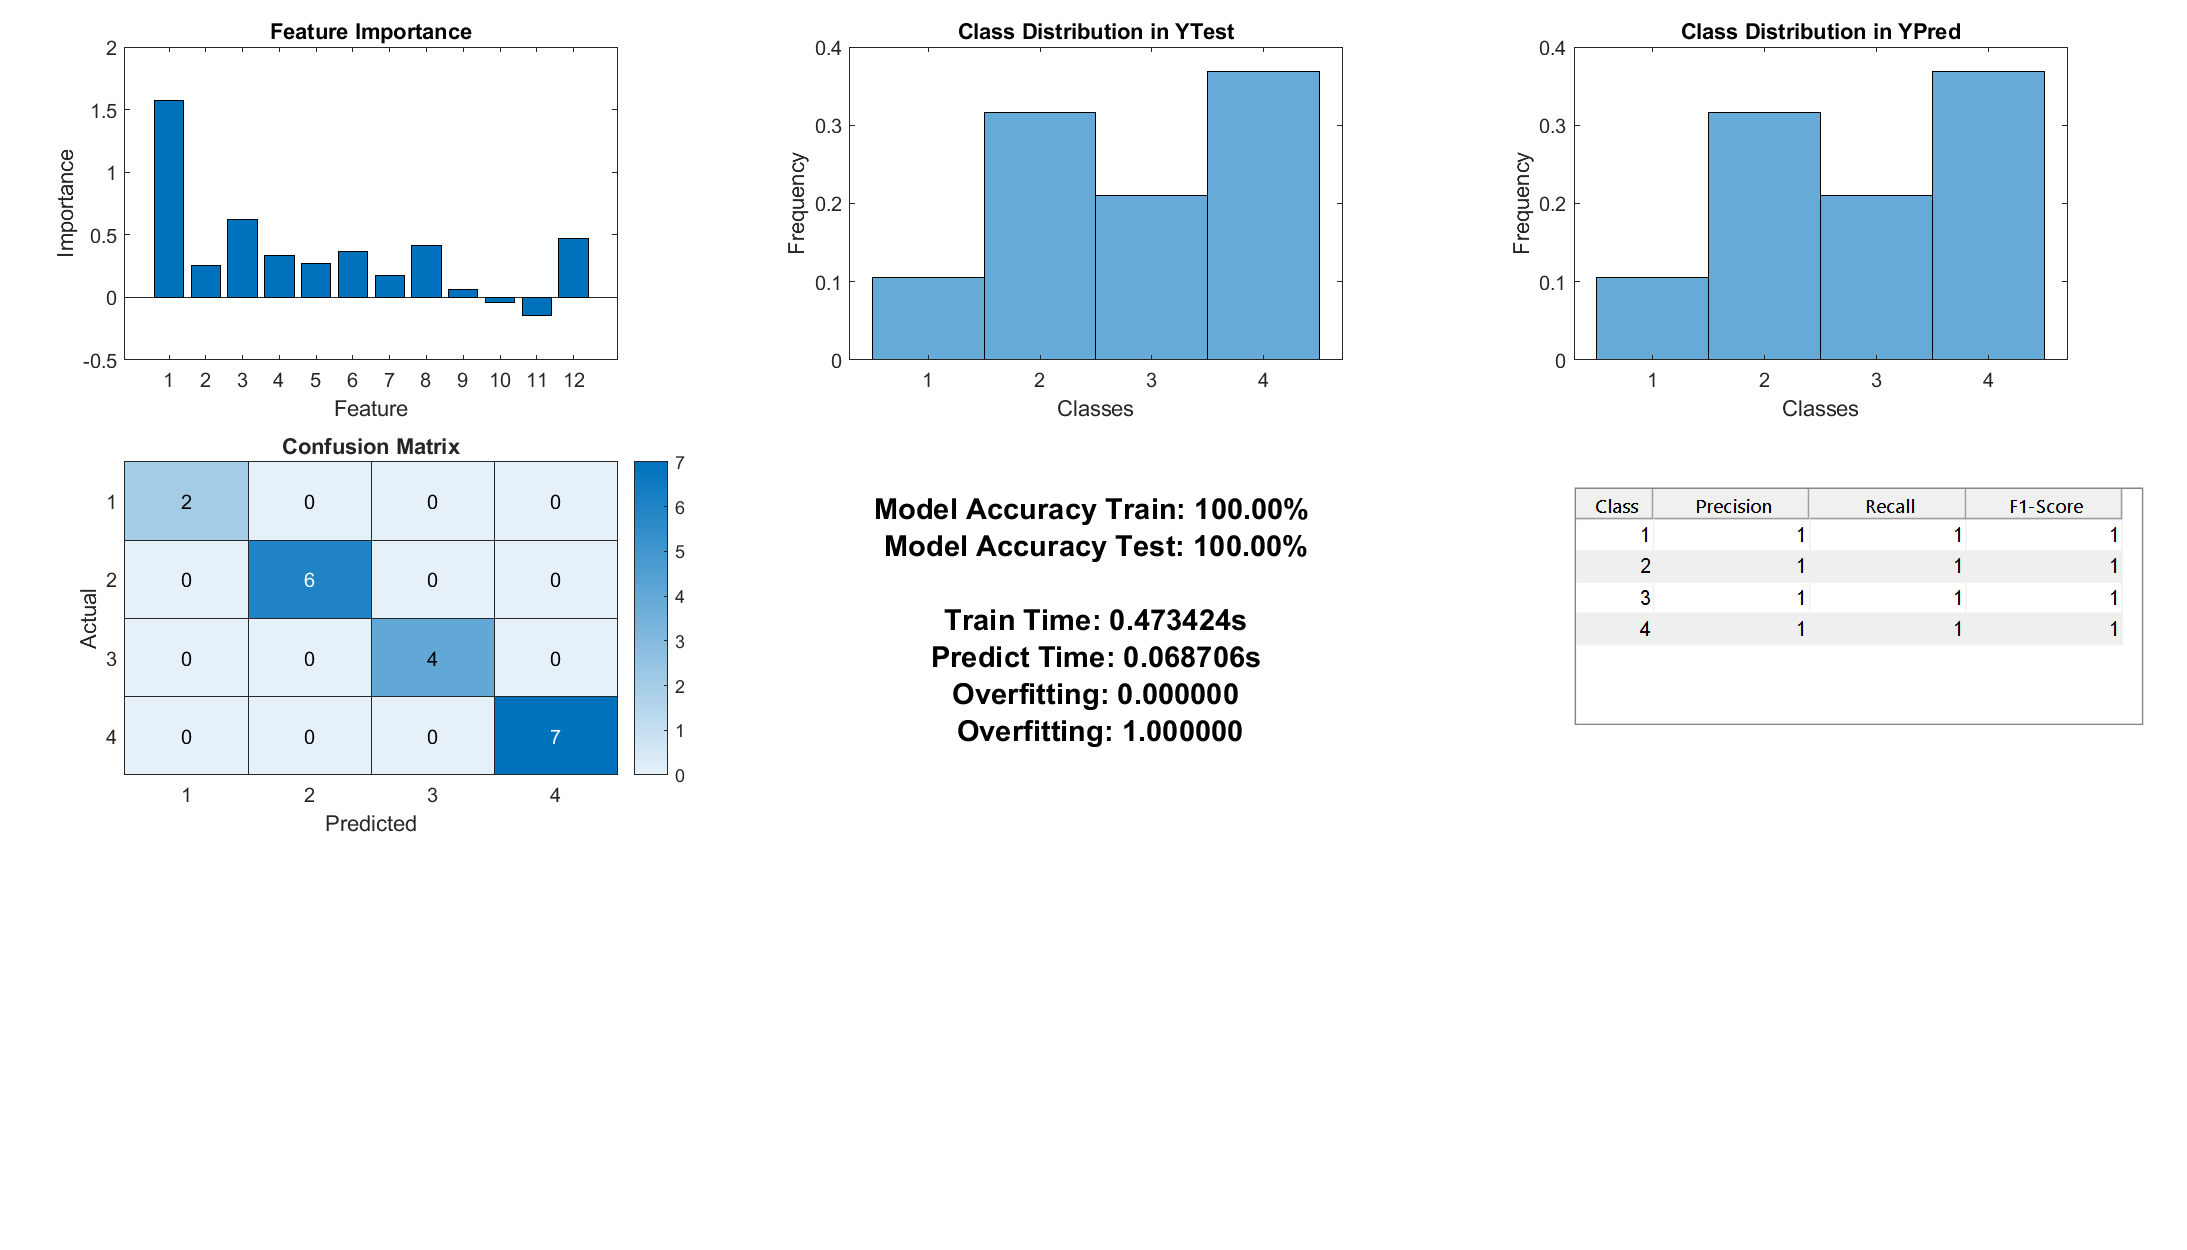 Feature Importance
2
1.5
1
0.5
0
-0.5
Importance
1 2 3 4 5 6 7 8 9 10 11 12
Feature
Class Distribution in YTest
0.4
0.3
0.2
0.1
0
Frequency
1 2 3 4
Classes
Class Distribution in YPred
0.4
0.3
0.2
0.1
0
Frequency
1 2 3 4
Classes
Confusion Matrix
Actual
1 2 0 0 0
2 0 6 0 0
3 0 0 4 0
4 0 0 0 7
1 2 3 4
Predicted
7
6
5
4
3
2
1
0
Model Accuracy Train: 100.00%
Model Accuracy Test: 100.00%
Train Time: 0.473424s
Predict Time: 0.068706s
Overfitting: 0.000000
Overfitting: 1.000000
Class Precision Recall F1-Score
1 1 1 1
2 1 1 1
3 1 1 1
4 1 1 1